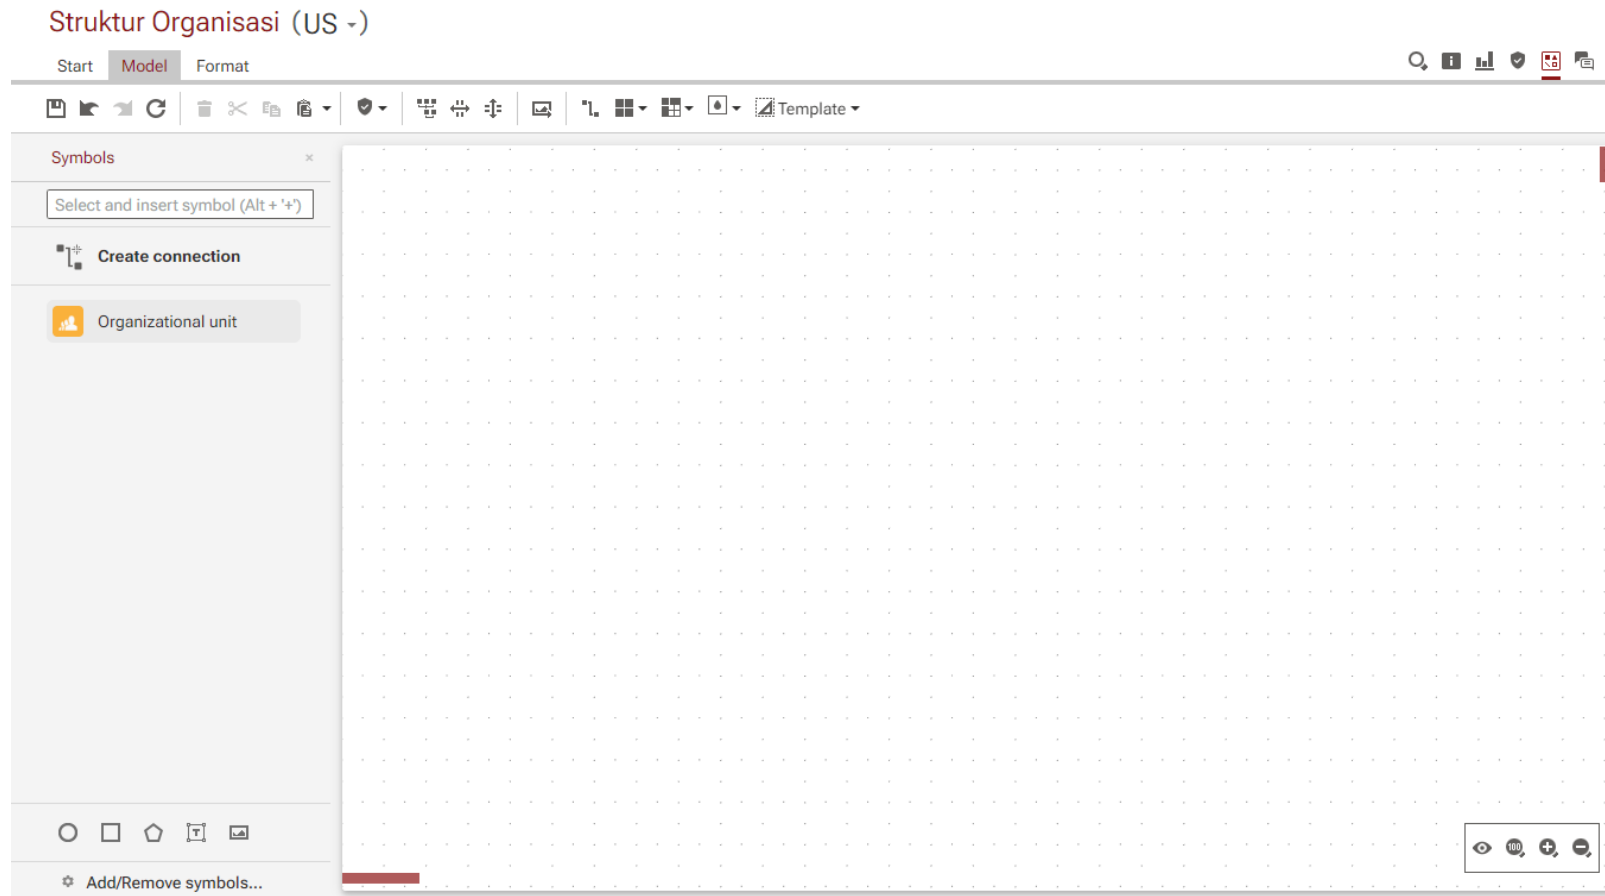 Struktur Organisasi (US)
Start Model Format
Template
Symbols ×
Select and insert symbol (Alt + '+')
Create connection
Organizational unit
T
100
Add/Remove symbols...